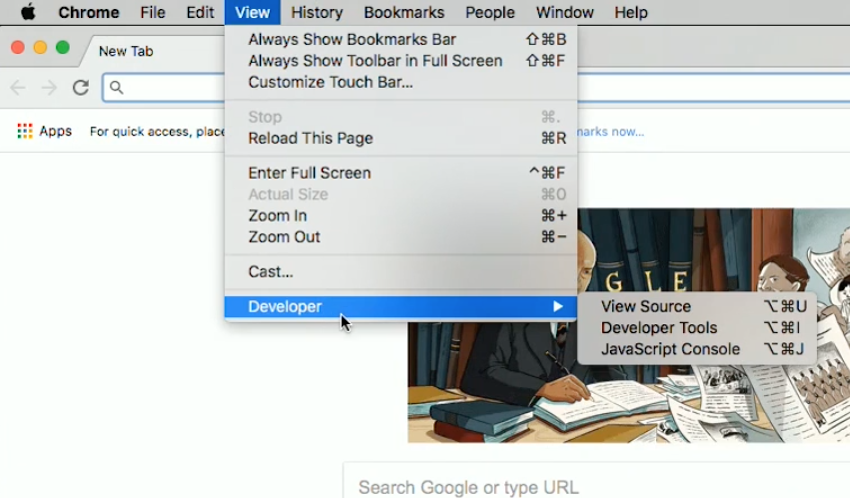 Chrome File Edit View History Bookmarks People Window Help
New Tab
Apps For quick access, place
marks now...
Always Show Bookmarks Bar ⇧⌘B
Always Show Toolbar in Full Screen ⇧⌘F
Customize Touch Bar...
Stop ⌘.
Reload This Page ⌘R
Enter Full Screen ^⌘F
Actual Size ⌘0
Zoom In ⌘+
Zoom Out ⌘−
Cast...
Developer ▶
View Source ⌥⌘U
Developer Tools ⌥⌘I
JavaScript Console ⌥⌘J
G L E
Search Google or type URL